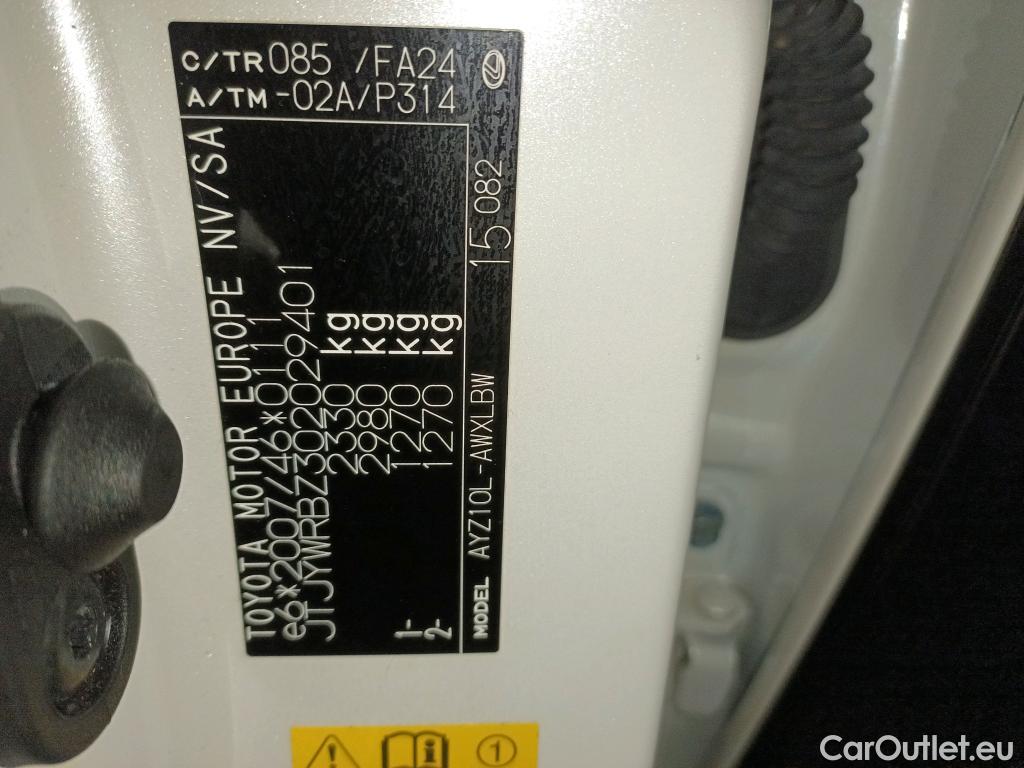 C/TR 085 /FA24
A/TM -02A/P314
TOYOTA MOTOR EUROPE NV/SA
e6*2007/46*0111
JTJYWRBZ302029401
2330 kg
2980 kg
1- 1270 kg
2- 1270 kg
MODEL AYZ10L-AWXLBW 15 082
1
CarOutlet.eu